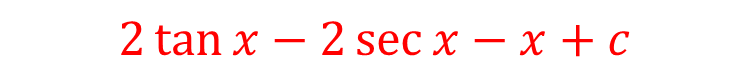 2 tan x − 2 sec x − x + c